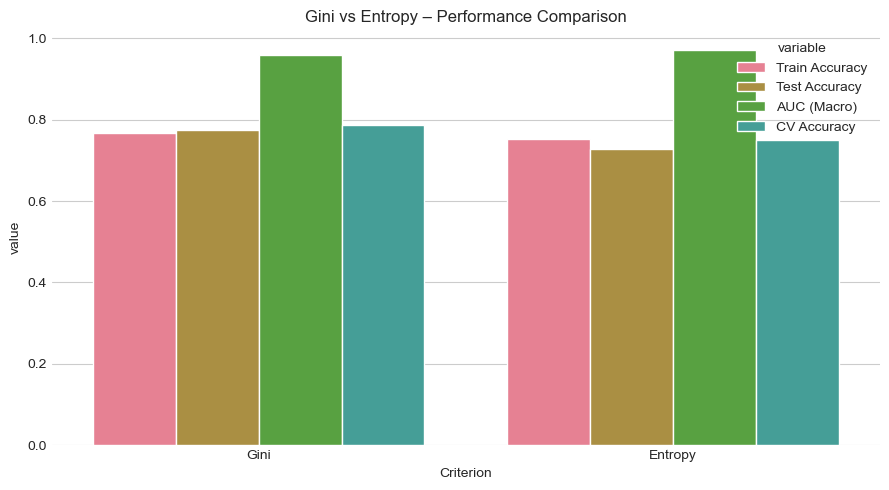 Gini vs Entropy – Performance Comparison
1.0
0.8
0.6
0.4
0.2
0.0
value
variable
Train Accuracy
Test Accuracy
AUC (Macro)
CV Accuracy
Gini
Entropy
Criterion